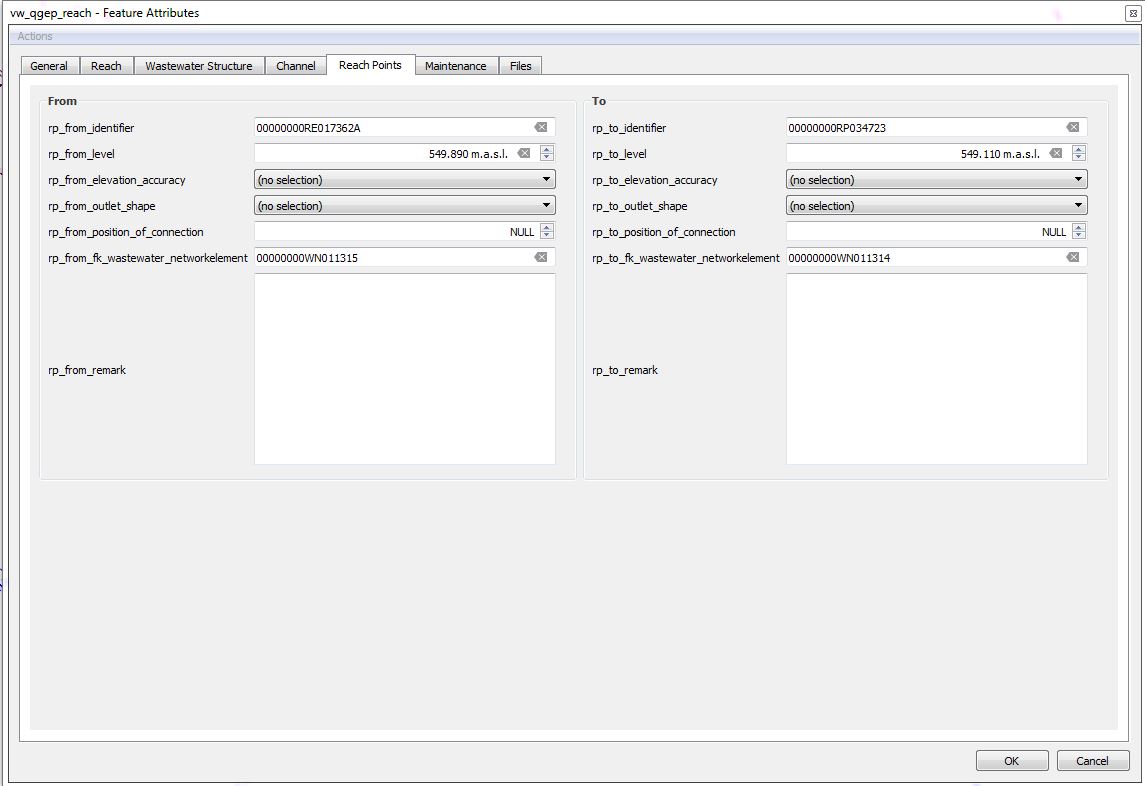 vw_qgep_reach - Feature Attributes
Actions
General Reach Wastewater Structure Channel Reach Points Maintenance Files
From
rp_from_identifier 00000000RE017362A
rp_from_level 549.890 m.a.s.l.
rp_from_elevation_accuracy (no selection)
rp_from_outlet_shape (no selection)
rp_from_position_of_connection NULL
rp_from_fk_wastewater_networkelement 00000000WN011315
rp_from_remark
To
rp_to_identifier 00000000RP034723
rp_to_level 549.110 m.a.s.l.
rp_to_elevation_accuracy (no selection)
rp_to_outlet_shape (no selection)
rp_to_position_of_connection NULL
rp_to_fk_wastewater_networkelement 00000000WN011314
rp_to_remark
OK Cancel